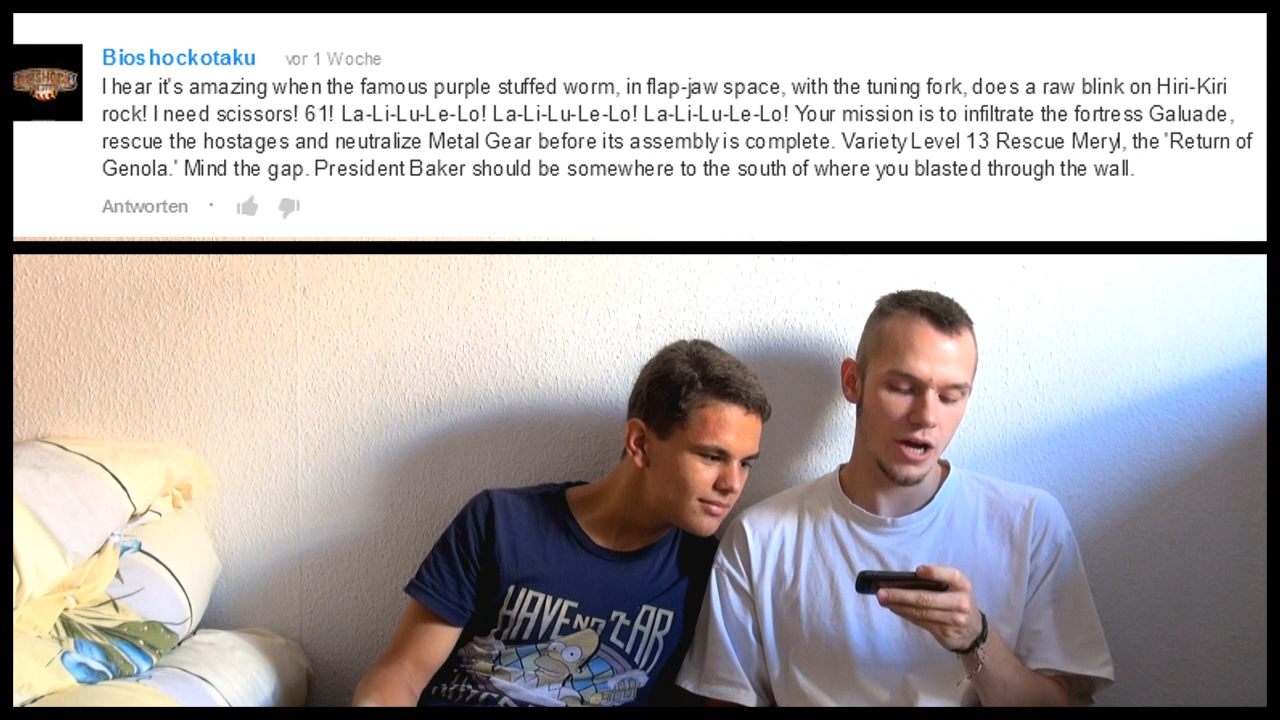 Bioshockotaku vor 1 Woche
I hear it's amazing when the famous purple stuffed worm, in flap-jaw space, with the tuning fork, does a raw blink on Hiri-Kiri
rock! I need scissors! 61! La-Li-Lu-Le-Lo! La-Li-Lu-Le-Lo! La-Li-Lu-Le-Lo! Your mission is to infiltrate the fortress Galuade,
rescue the hostages and neutralize Metal Gear before its assembly is complete. Variety Level 13 Rescue Meryl, the 'Return of
Genola.' Mind the gap. President Baker should be somewhere to the south of where you blasted through the wall.
Antworten ·
HAVE NO FEAR